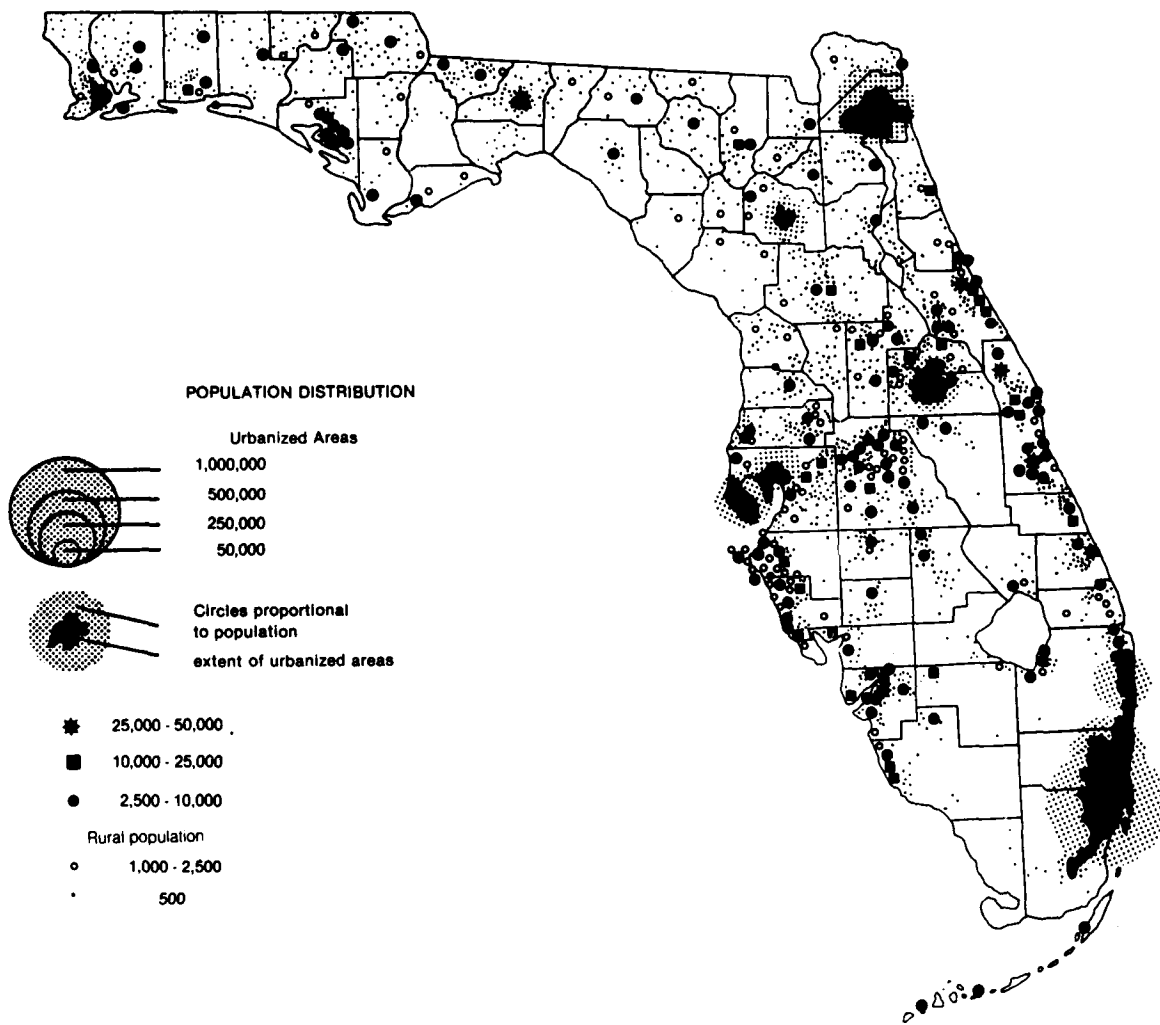 POPULATION DISTRIBUTION
Urbanized Areas
1,000,000
500,000
250,000
50,000
Circles proportional
to population
extent of urbanized areas
25,000 - 50,000
10,000 - 25,000
2,500 - 10,000
Rural population
1,000 - 2,500
500